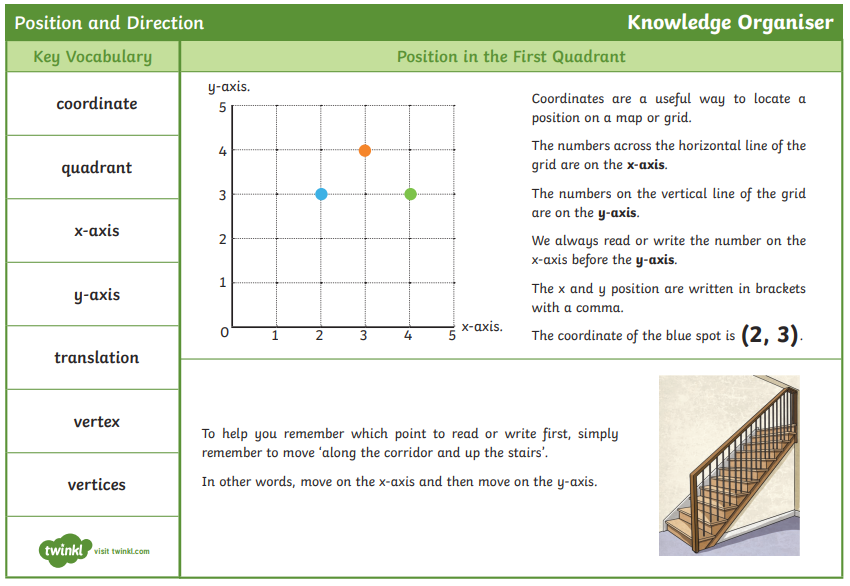 Position and Direction
Knowledge Organiser
Key Vocabulary
coordinate
quadrant
x-axis
y-axis
translation
vertex
vertices
twinkl visit twinkl.com
Position in the First Quadrant
y-axis.
5
4
3
2
1
0
1 2 3 4 5
x-axis.
Coordinates are a useful way to locate a
position on a map or grid.
The numbers across the horizontal line of the
grid are on the x-axis.
The numbers on the vertical line of the grid
are on the y-axis.
We always read or write the number on the
x-axis before the y-axis.
The x and y position are written in brackets
with a comma.
The coordinate of the blue spot is (2, 3).
To help you remember which point to read or write first, simply
remember to move ‘along the corridor and up the stairs’.
In other words, move on the x-axis and then move on the y-axis.